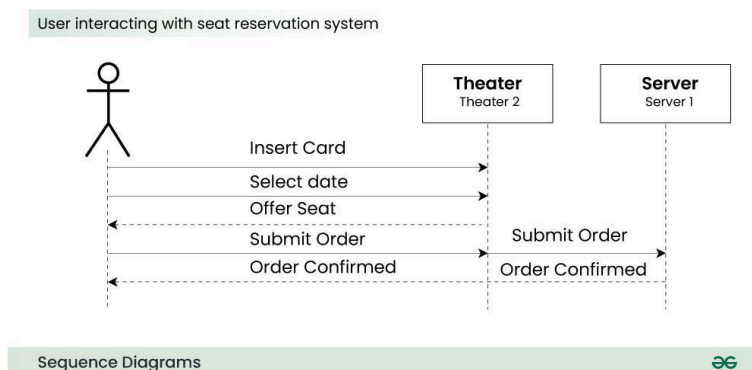 User interacting with seat reservation system
Theater
Theater 2
Server
Server 1
Insert Card
Select date
Offer Seat
Submit Order
Submit Order
Order Confirmed
Order Confirmed
Sequence Diagrams